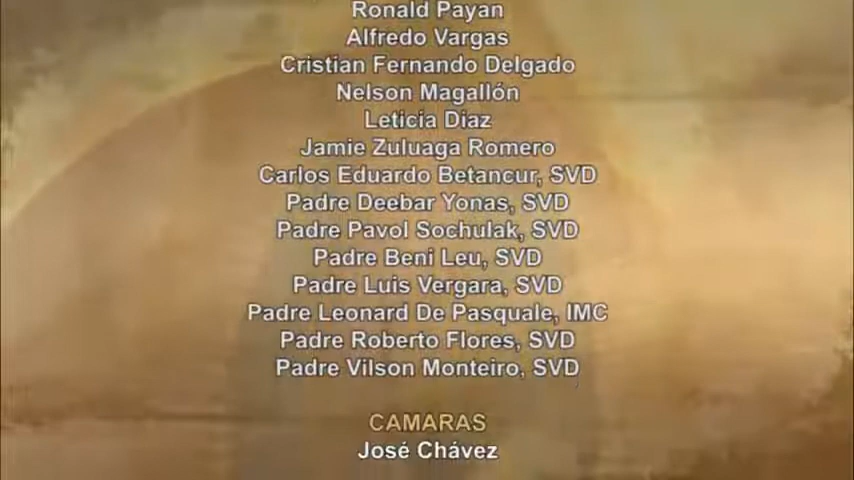 Ronald Payan
Alfredo Vargas
Cristian Fernando Delgado
Nelson Magallón
Leticia Diaz
Jamie Zuluaga Romero
Carlos Eduardo Betancur, SVD
Padre Deebar Yonas, SVD
Padre Pavol Sochulak, SVD
Padre Beni Leu, SVD
Padre Luis Vergara, SVD
Padre Leonard De Pasquale, IMC
Padre Roberto Flores, SVD
Padre Vilson Monteiro, SVD
CAMARAS
José Chávez